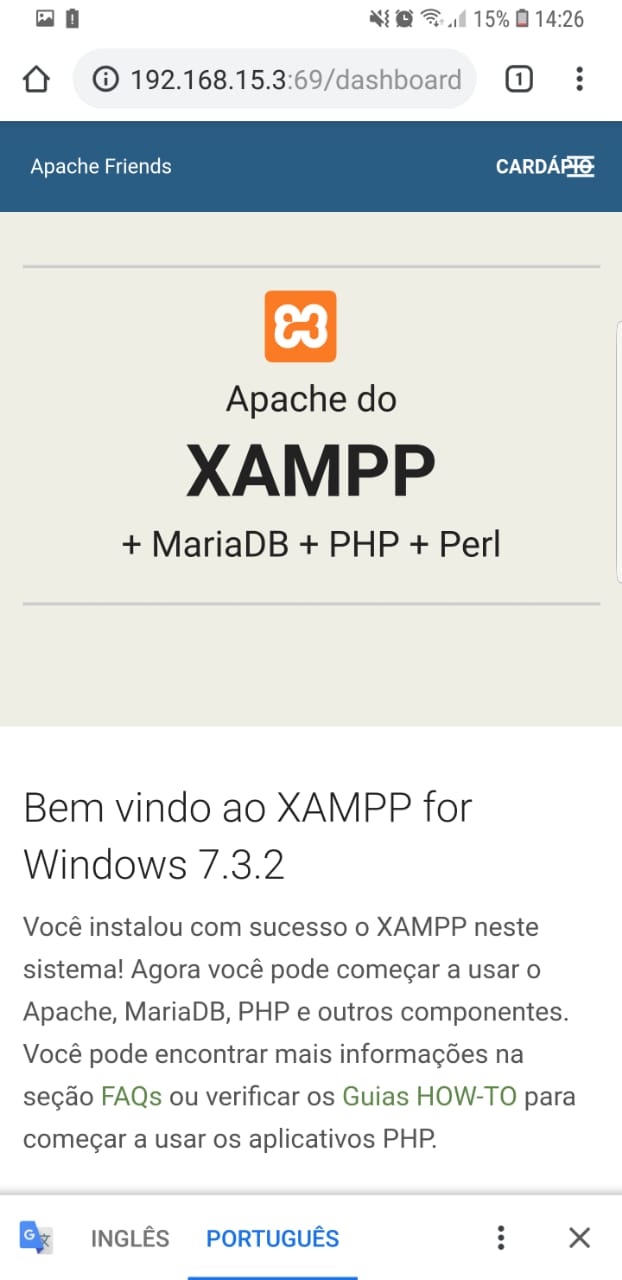 15% 14:26
192.168.15.3:69/dashboard 1
Apache Friends CARDÁPIO
Apache do
XAMPP
+ MariaDB + PHP + Perl
Bem vindo ao XAMPP for
Windows 7.3.2
Você instalou com sucesso o XAMPP neste
sistema! Agora você pode começar a usar o
Apache, MariaDB, PHP e outros componentes.
Você pode encontrar mais informações na
seção FAQs ou verificar os Guias HOW-TO para
começar a usar os aplicativos PHP.
INGLÊS PORTUGUÊS